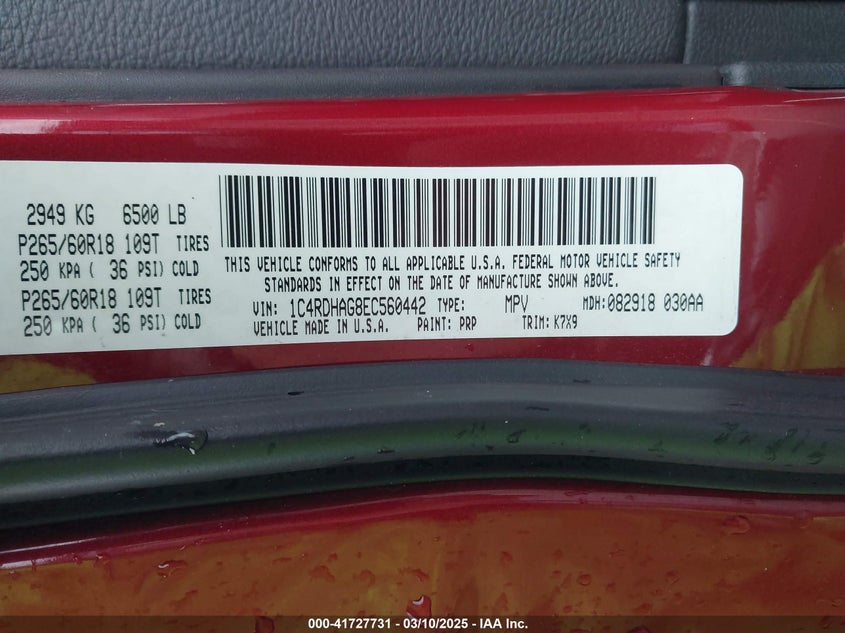 2949 KG 6500 LB
P265/60R18 109T TIRES
250 KPA ( 36 PSI) COLD
P265/60R18 109T TIRES
250 KPA ( 36 PSI) COLD
THIS VEHICLE CONFORMS TO ALL APPLICABLE U.S.A. FEDERAL MOTOR VEHICLE SAFETY
STANDARDS IN EFFECT ON THE DATE OF MANUFACTURE SHOWN ABOVE.
VIN: 1C4RDHAG8EC560442 TYPE: MPV MDH:082918 030AA
VEHICLE MADE IN U.S.A. PAINT: PRP TRIM: K7X9
000-41727731 - 03/10/2025 - IAA Inc.